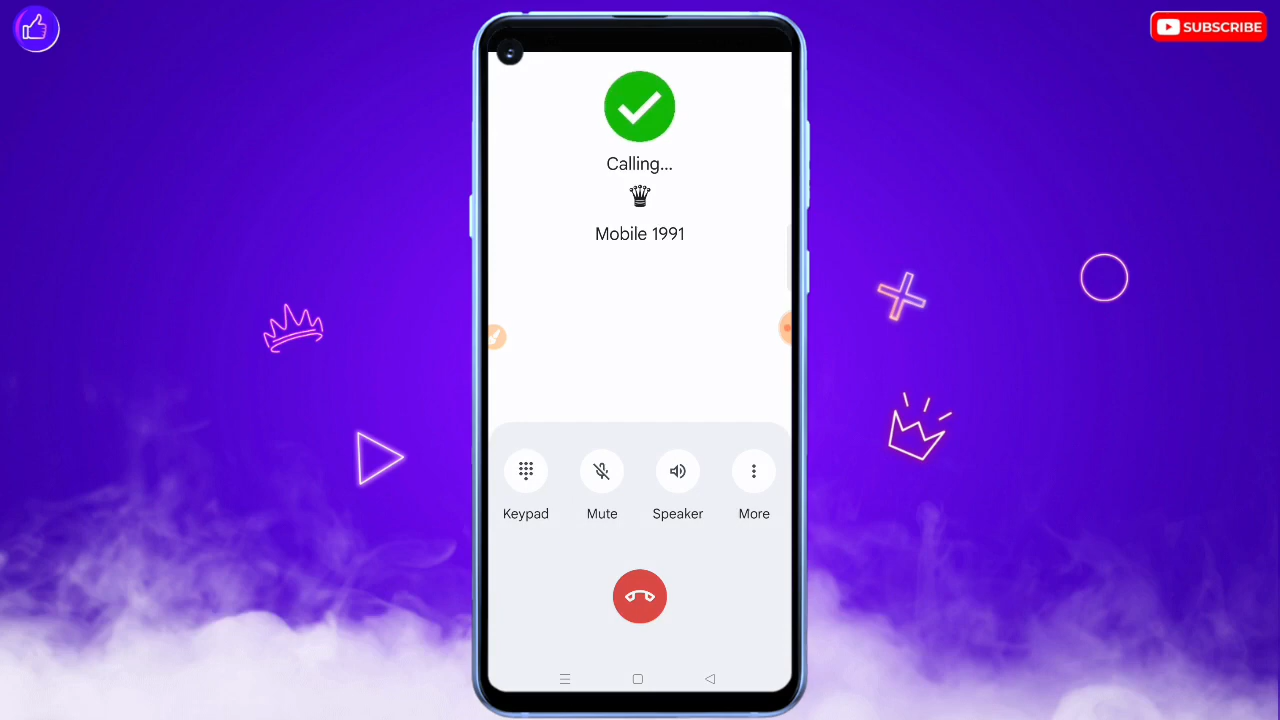 SUBSCRIBE
Calling...
Mobile 1991
Keypad
Mute
Speaker
More